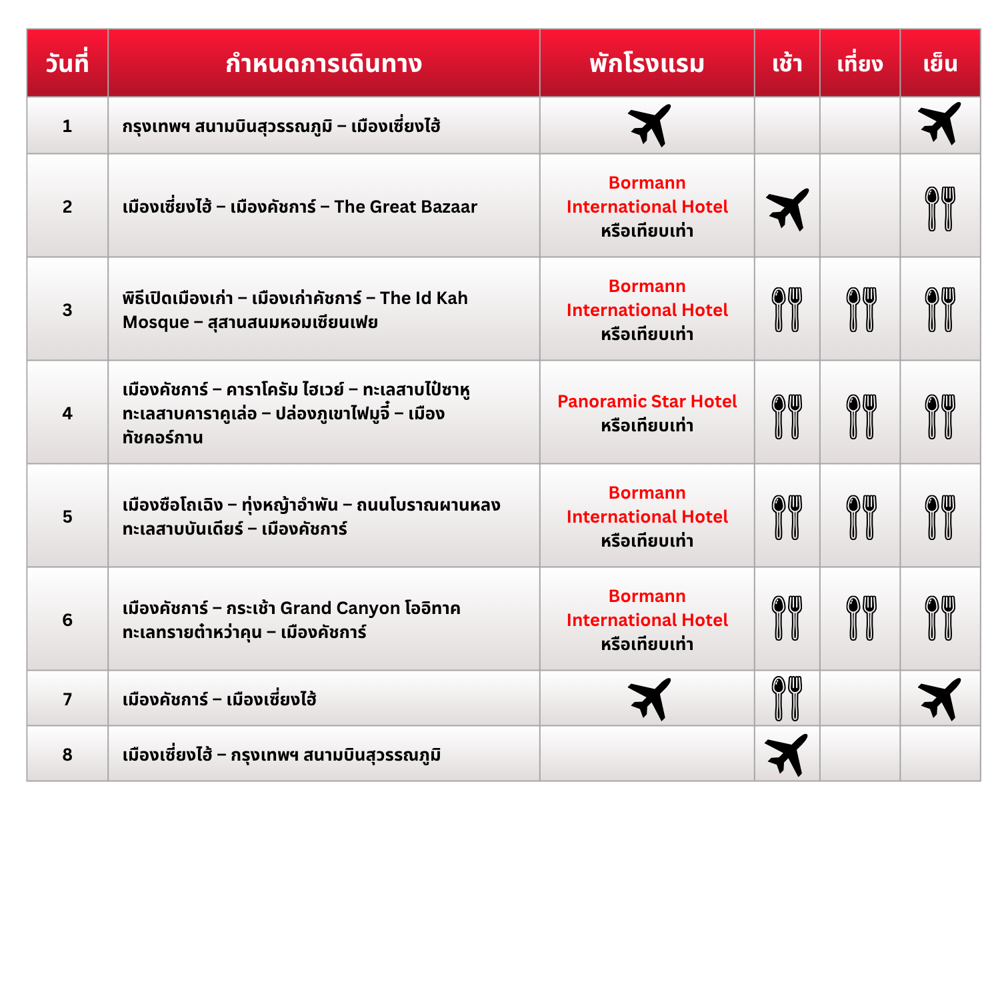 วันที่ กำหนดการเดินทาง พักโรงแรม เช้า เที่ยง เย็น
1 กรุงเทพฯ สนามบินสุวรรณภูมิ – เมืองเซี่ยงไฮ้
2 เมืองเซี่ยงไฮ้ – เมืองคัชการ์ – The Great Bazaar
Bormann
International Hotel
หรือเทียบเท่า
3
พิธีเปิดเมืองเก่า – เมืองเก่าคัชการ์ – The Id Kah
Mosque – สุสานสนมหอมเซียนเฟย
Bormann
International Hotel
หรือเทียบเท่า
4
เมืองคัชการ์ – คาราโครัม ไฮเวย์ – ทะเลสาบไป๋ซาหู
ทะเลสาบคาราคูเล่อ – ปล่องภูเขาไฟมูจี๋ – เมือง
ทัชคอร์กาน
Panoramic Star Hotel
หรือเทียบเท่า
5
เมืองซือโถเฉิง – ทุ่งหญ้าอำพัน – ถนนโบราณผานหลง
ทะเลสาบบันเดียร์ – เมืองคัชการ์
Bormann
International Hotel
หรือเทียบเท่า
6
เมืองคัชการ์ – กระเช้า Grand Canyon โออิทาค
ทะเลทรายต๋าหว่าคุน – เมืองคัชการ์
Bormann
International Hotel
หรือเทียบเท่า
7 เมืองคัชการ์ – เมืองเซี่ยงไฮ้
8 เมืองเซี่ยงไฮ้ – กรุงเทพฯ สนามบินสุวรรณภูมิ